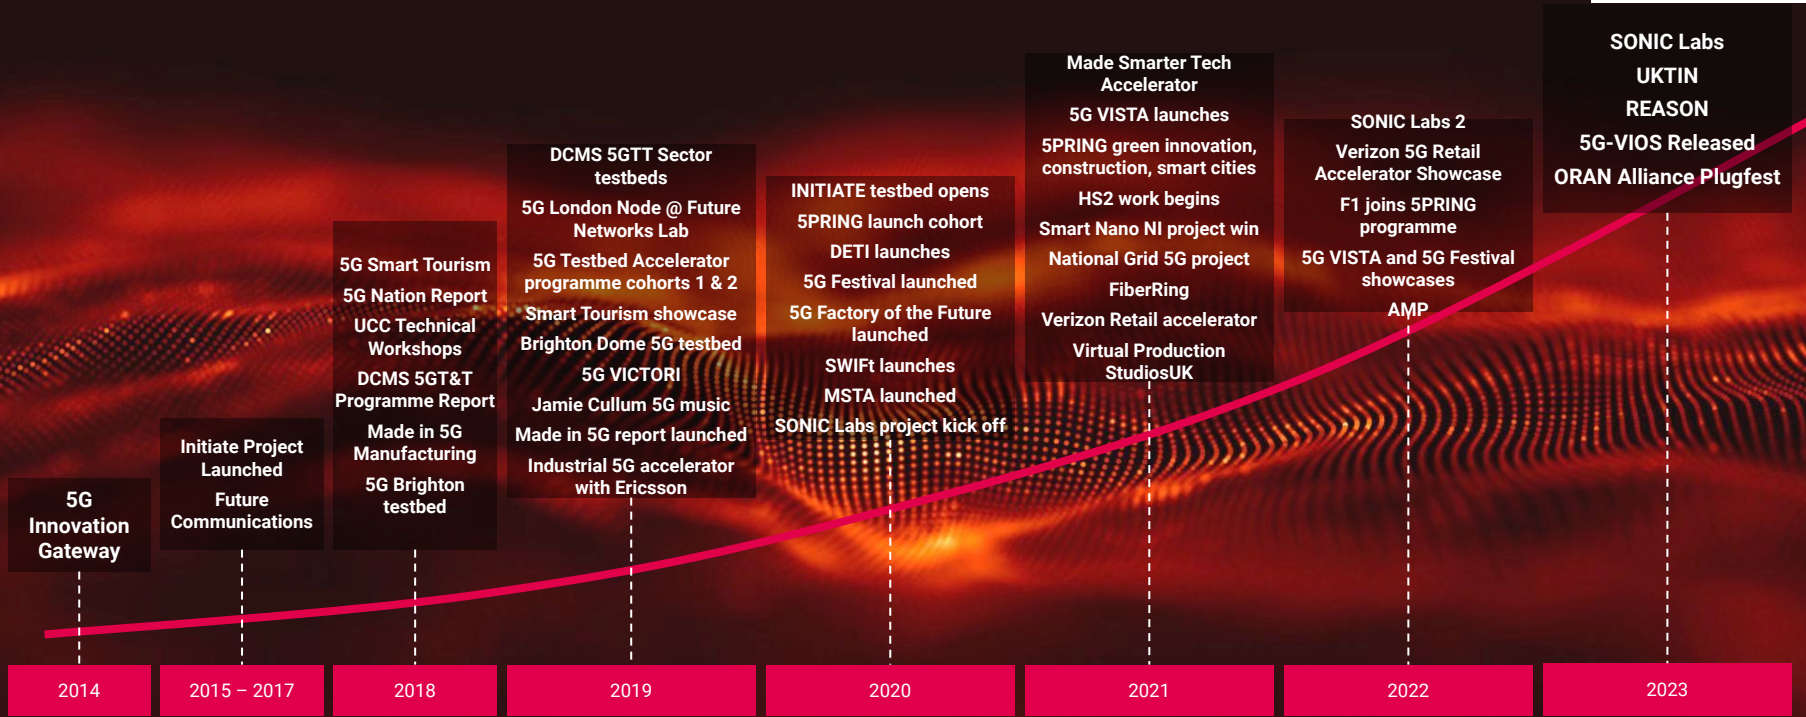 5G
Innovation
Gateway
2014
Initiate Project
Launched
Future
Communications
2015 – 2017
5G Smart Tourism
5G Nation Report
UCC Technical
Workshops
DCMS 5GT&T
Programme Report
Made in 5G
Manufacturing
5G Brighton
testbed
2018
DCMS 5GTT Sector
testbeds
5G London Node @ Future
Networks Lab
5G Testbed Accelerator
programme cohorts 1 & 2
Smart Tourism showcase
Brighton Dome 5G testbed
5G VICTORI
Jamie Cullum 5G music
Made in 5G report launched
Industrial 5G accelerator
with Ericsson
2019
INITIATE testbed opens
5PRING launch cohort
DETI launches
5G Festival launched
5G Factory of the Future
launched
SWIFt launches
MSTA launched
SONIC Labs project kick off
2020
Made Smarter Tech
Accelerator
5G VISTA launches
5PRING green innovation,
construction, smart cities
HS2 work begins
Smart Nano NI project win
National Grid 5G project
FiberRing
Verizon Retail accelerator
Virtual Production
StudiosUK
2021
SONIC Labs 2
Verizon 5G Retail
Accelerator Showcase
F1 joins 5PRING
programme
5G VISTA and 5G Festival
showcases
AMP
2022
SONIC Labs
UKTIN
REASON
5G-VIOS Released
ORAN Alliance Plugfest
2023